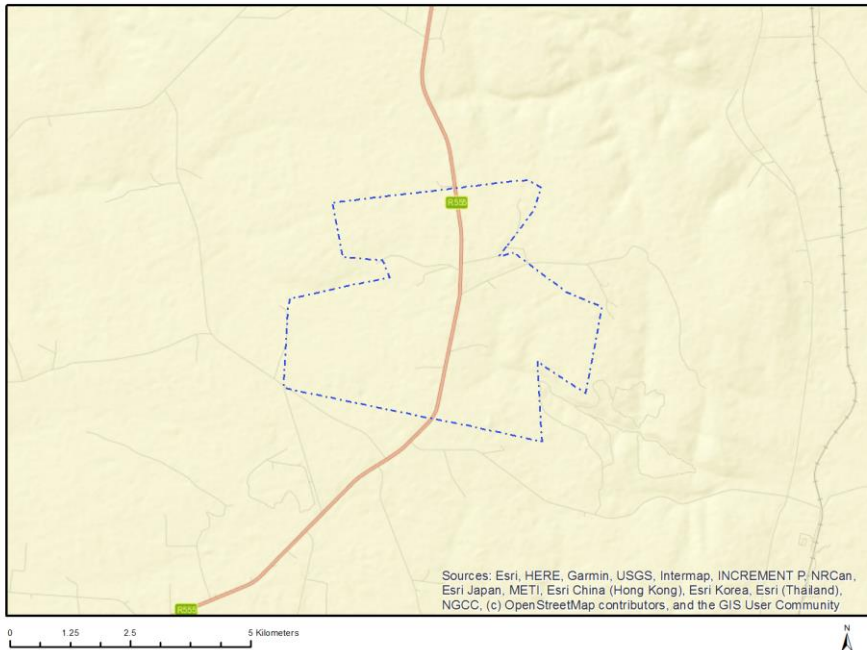 R555
R555
Sources: Esri, HERE, Garmin, USGS, Intermap, INCREMENT P, NRCan,
Esri Japan, METI, Esri China (Hong Kong), Esri Korea, Esri (Thailand),
NGCC, (c) OpenStreetMap contributors, and the GIS User Community
0 1.25 2.5 5 Kilometers
N